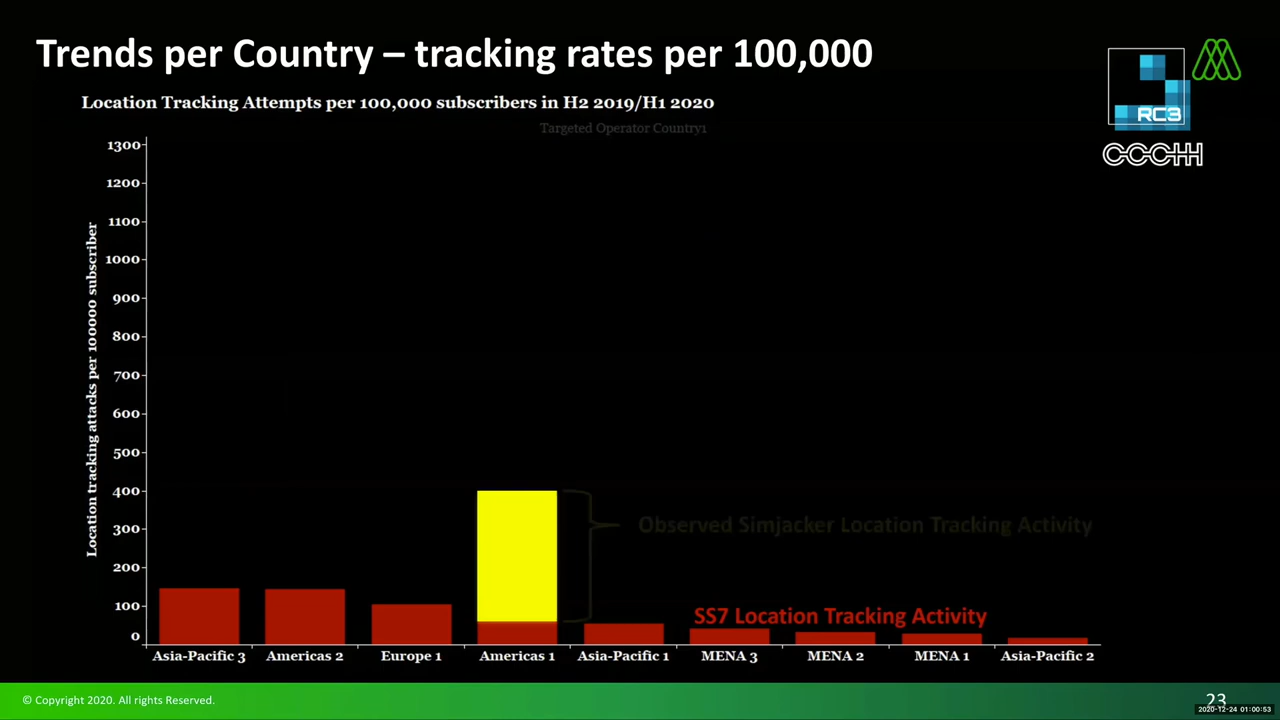 Trends per Country – tracking rates per 100,000
Location Tracking Attempts per 100,000 subscribers in H2 2019/H1 2020
Targeted Operator Country1
RC3
CCCHH
Location tracking attacks per 100000 subscriber
1300
1200
1100
1000
900
800
700
600
500
400
300
200
100
0
Observed Simjacker Location Tracking Activity
SS7 Location Tracking Activity
Asia-Pacific 3 Americas 2 Europe 1 Americas 1 Asia-Pacific 1 MENA 3 MENA 2 MENA 1 Asia-Pacific 2
© Copyright 2020. All rights Reserved.
23
2020-12-24 01:00:53